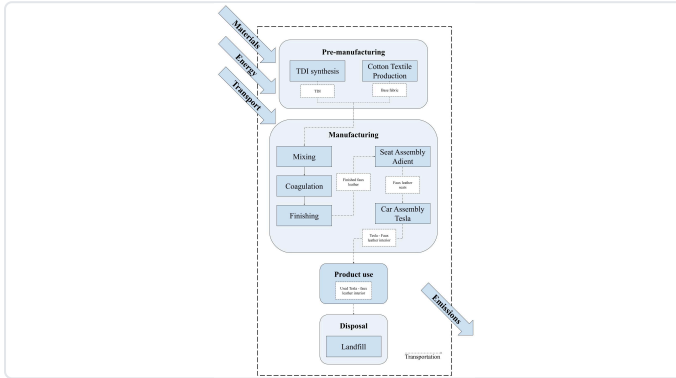 Materials
Energy
Transport
Pre-manufacturing
TDI synthesis
Cotton Textile
Production
TDI
Base fabric
Manufacturing
Mixing
Coagulation
Finishing
Finished faux
leather
Seat Assembly
Adient
Faux leather
seats
Car Assembly
Tesla
Tesla - Faux
leather interior
Product use
Used Tesla - faux
leather interior
Disposal
Landfill
Emissions
Transportation